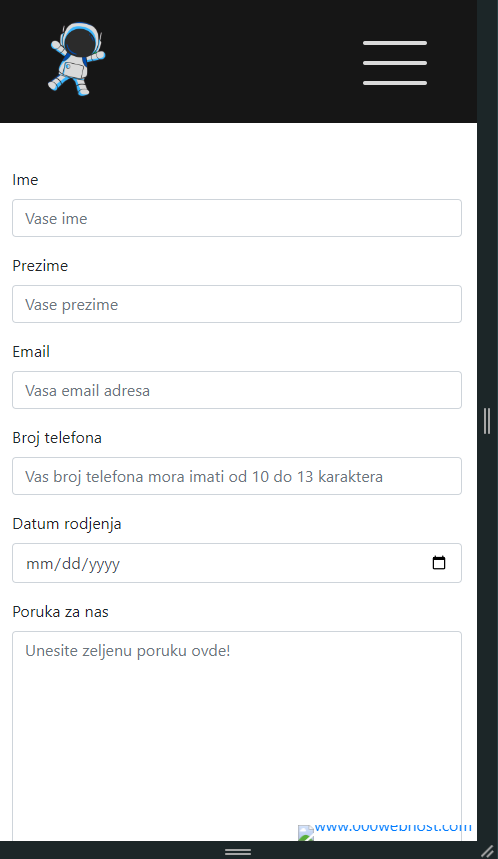 Ime
Vase ime
Prezime
Vase prezime
Email
Vasa email adresa
Broj telefona
Vas broj telefona mora imati od 10 do 13 karaktera
Datum rodjenja
mm/dd/yyyy
Poruka za nas
Unesite zeljenu poruku ovde!
www.000webhost.com